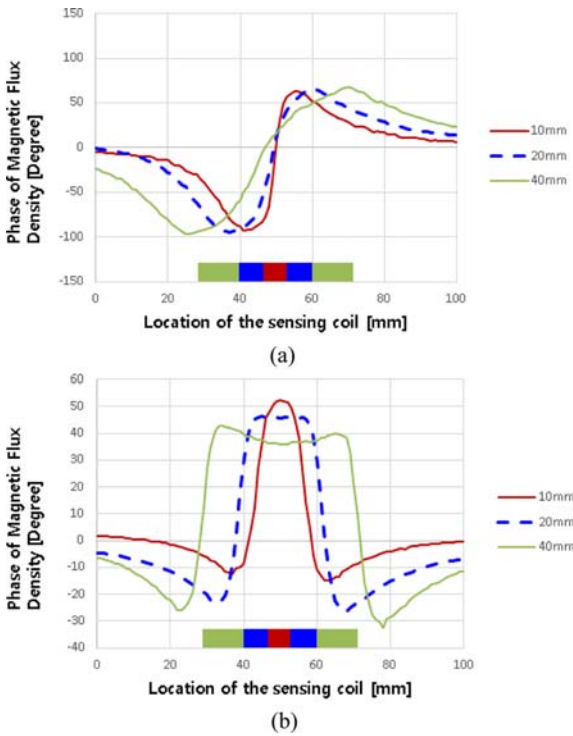 150
100
50
0
-50
-100
-150
Phase of Magnetic Flux
Density [Degree]
0 20 40 60 80 100
Location of the sensing coil [mm]
10mm
20mm
40mm
(a)
60
50
40
30
20
10
0
-10
-20
-30
-40
Phase of Magnetic Flux
Density [Degree]
0 20 40 60 80 100
Location of the sensing coil [mm]
10mm
20mm
40mm
(b)